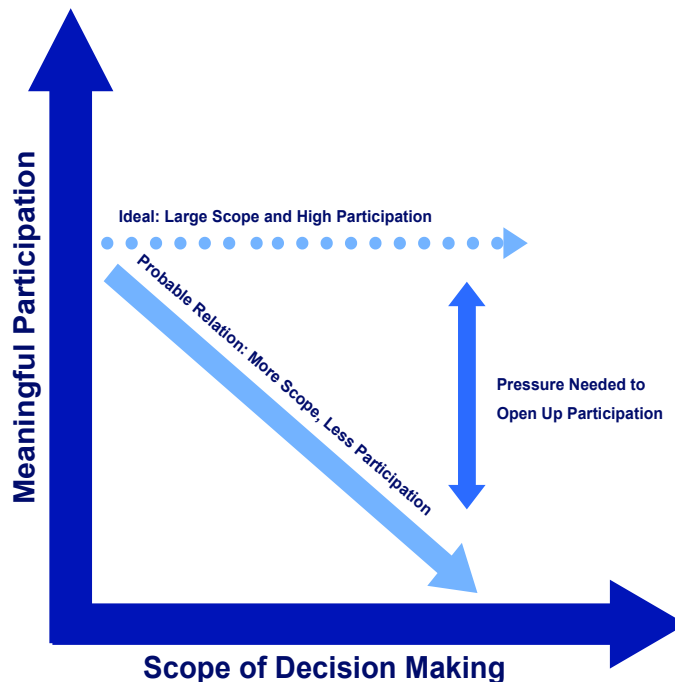 Ideal: Large Scope and High Participation
Probable Relation: More Scope, Less Participation
Pressure Needed to
Open Up Participation
Meaningful Participation
Scope of Decision Making